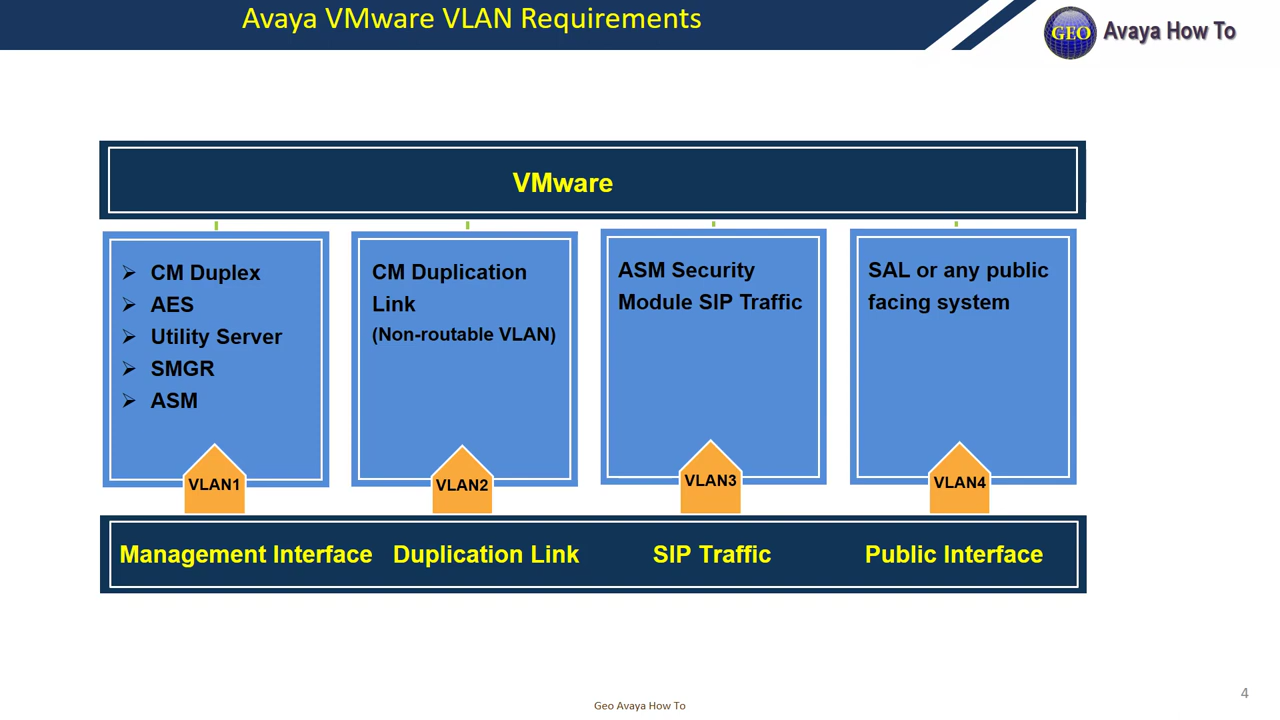 Avaya VMware VLAN Requirements
GEO
Avaya How To
VMware
CM Duplex
AES
Utility Server
SMGR
ASM
VLAN1
CM Duplication
Link
(Non-routable VLAN)
VLAN2
ASM Security
Module SIP Traffic
VLAN3
SAL or any public
facing system
VLAN4
Management Interface
Duplication Link
SIP Traffic
Public Interface
Geo Avaya How To
4